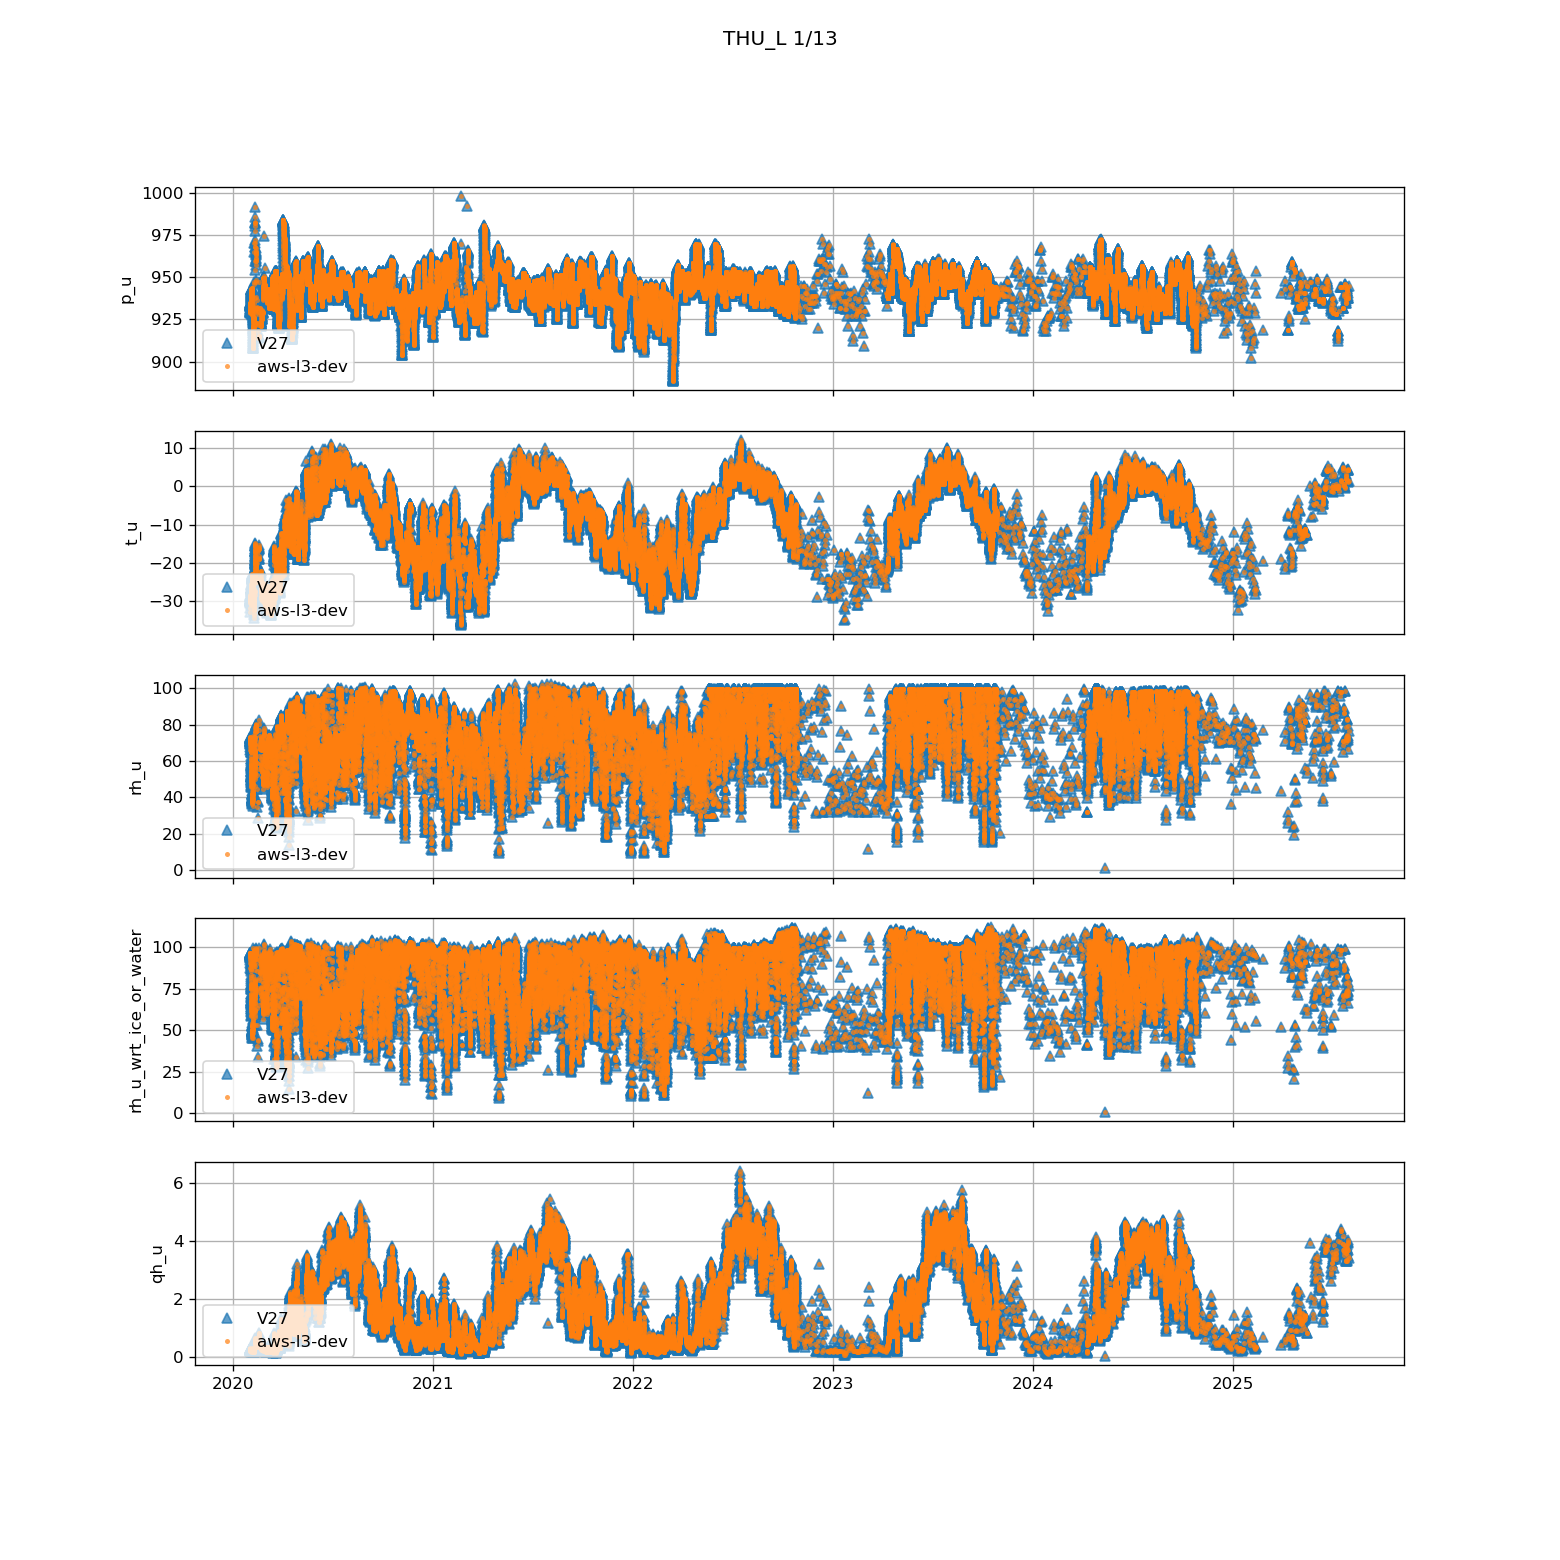 THU_L 1/13
1000
975
950
925
900
p_u
V27
aws-l3-dev
10
0
−10
−20
−30
t_u
V27
aws-l3-dev
100
80
60
40
20
0
rh_u
V27
aws-l3-dev
100
75
50
25
0
rh_u_wrt_ice_or_water
V27
aws-l3-dev
6
4
2
0
qh_u
V27
aws-l3-dev
2020 2021 2022 2023 2024 2025